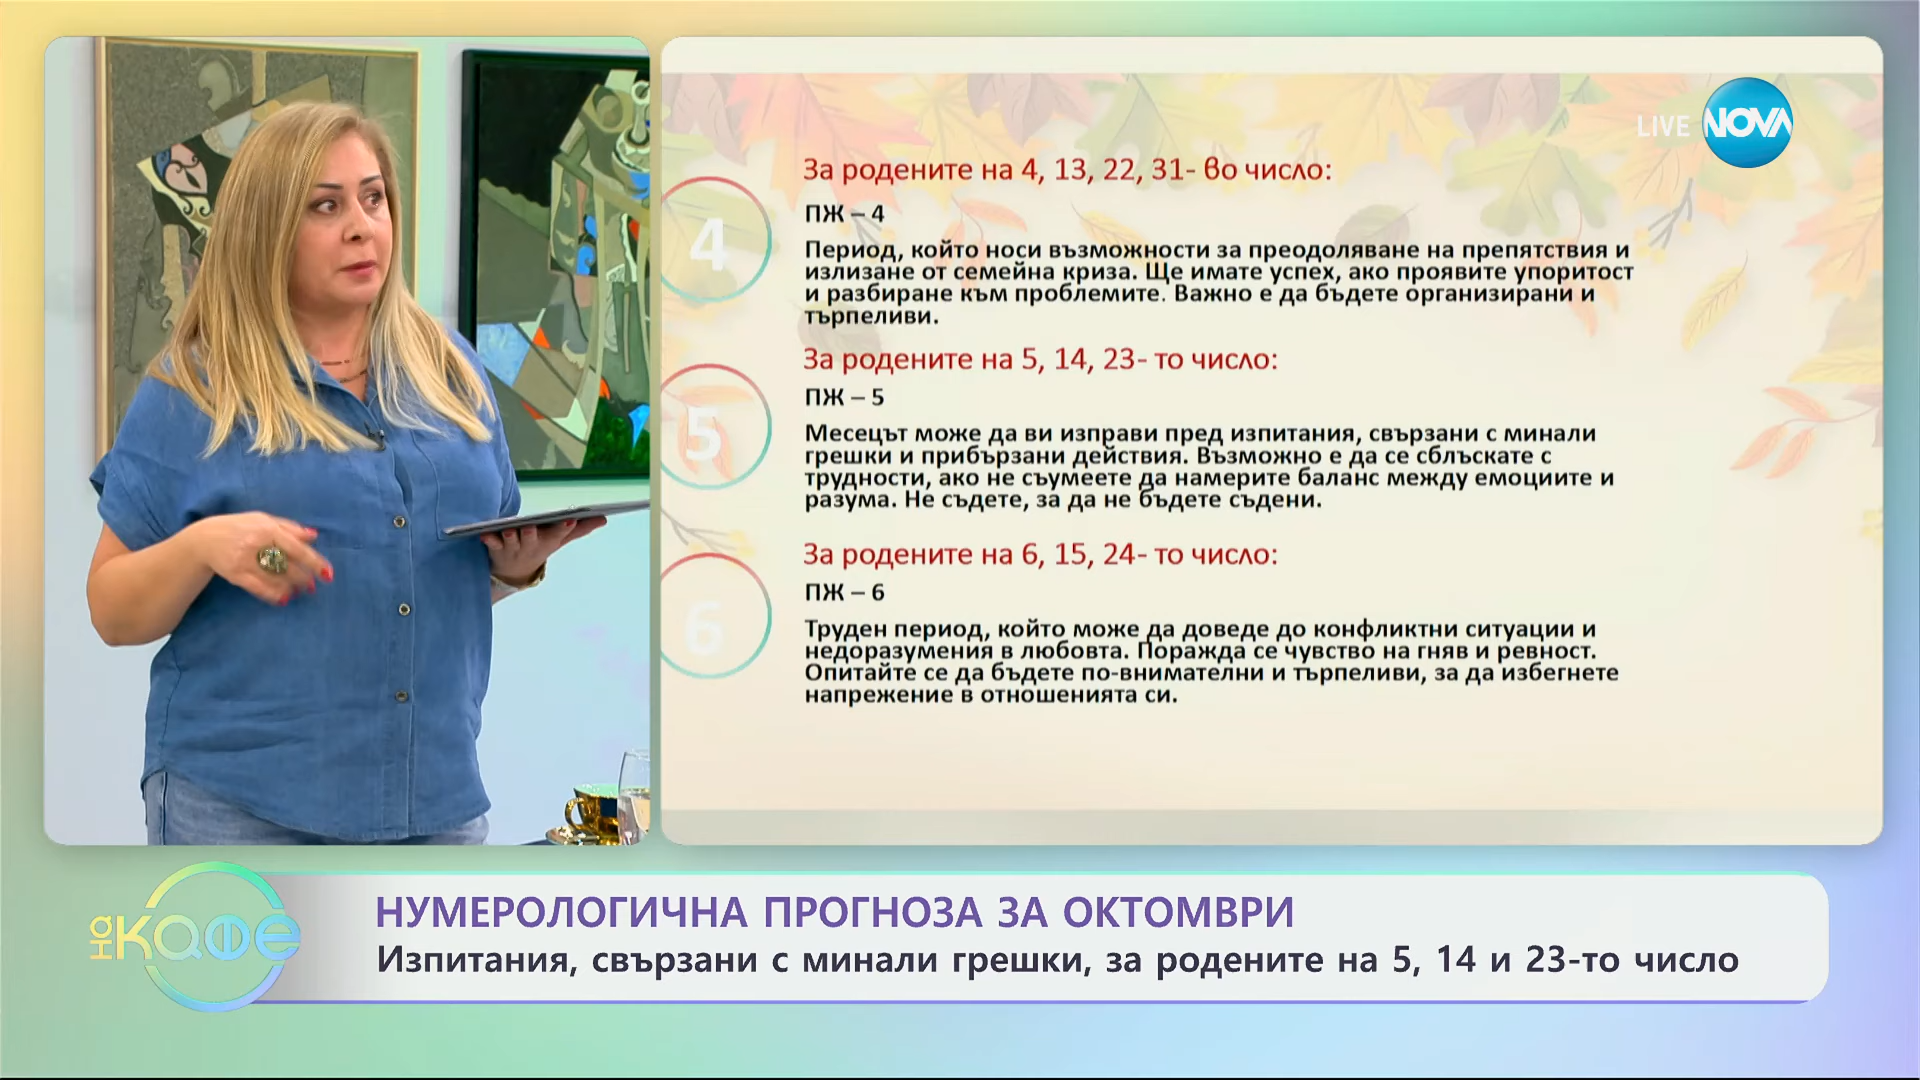 LIVE NOVA
За родените на 4, 13, 22, 31- во число:
4
ПЖ – 4
Период, който носи възможности за преодоляване на препятствия и
излизане от семейна криза. Ще имате успех, ако проявите упоритост
и разбиране към проблемите. Важно е да бъдете организирани и
търпеливи.
За родените на 5, 14, 23- то число:
5
ПЖ – 5
Месецът може да ви изправи пред изпитания, свързани с минали
грешки и прибързани действия. Възможно е да се сблъскате с
трудности, ако не съумеете да намерите баланс между емоциите и
разума. Не съдете, за да не бъдете съдени.
За родените на 6, 15, 24- то число:
6
ПЖ – 6
Труден период, който може да доведе до конфликтни ситуации и
недоразумения в любовта. Поражда се чувство на гняв и ревност.
Опитайте се да бъдете по-внимателни и търпеливи, за да избегнете
напрежение в отношенията си.
на кафе
НУМЕРОЛОГИЧНА ПРОГНОЗА ЗА ОКТОМВРИ
Изпитания, свързани с минали грешки, за родените на 5, 14 и 23-то число